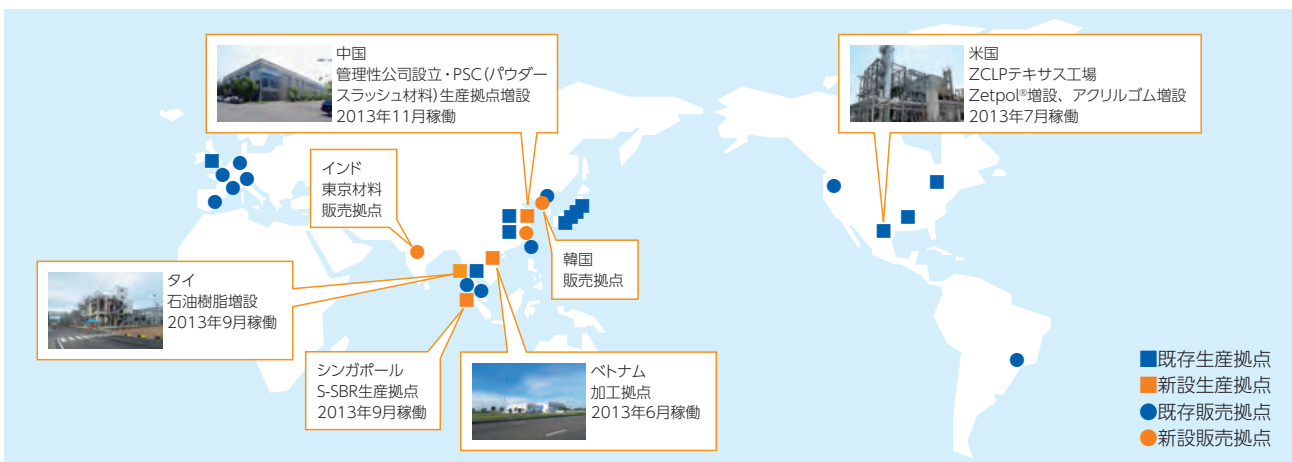 中国
管理性公司設立・PSC(パウダー
スラッシュ材料)生産拠点増設
2013年11月稼働
米国
ZCLPテキサス工場
Zetpol®増設、アクリルゴム増設
2013年7月稼働
インド
東京材料
販売拠点
韓国
販売拠点
タイ
石油樹脂増設
2013年9月稼働
シンガポール
S-SBR生産拠点
2013年9月稼働
ベトナム
加工拠点
2013年6月稼働
既存生産拠点
新設生産拠点
既存販売拠点
新設販売拠点